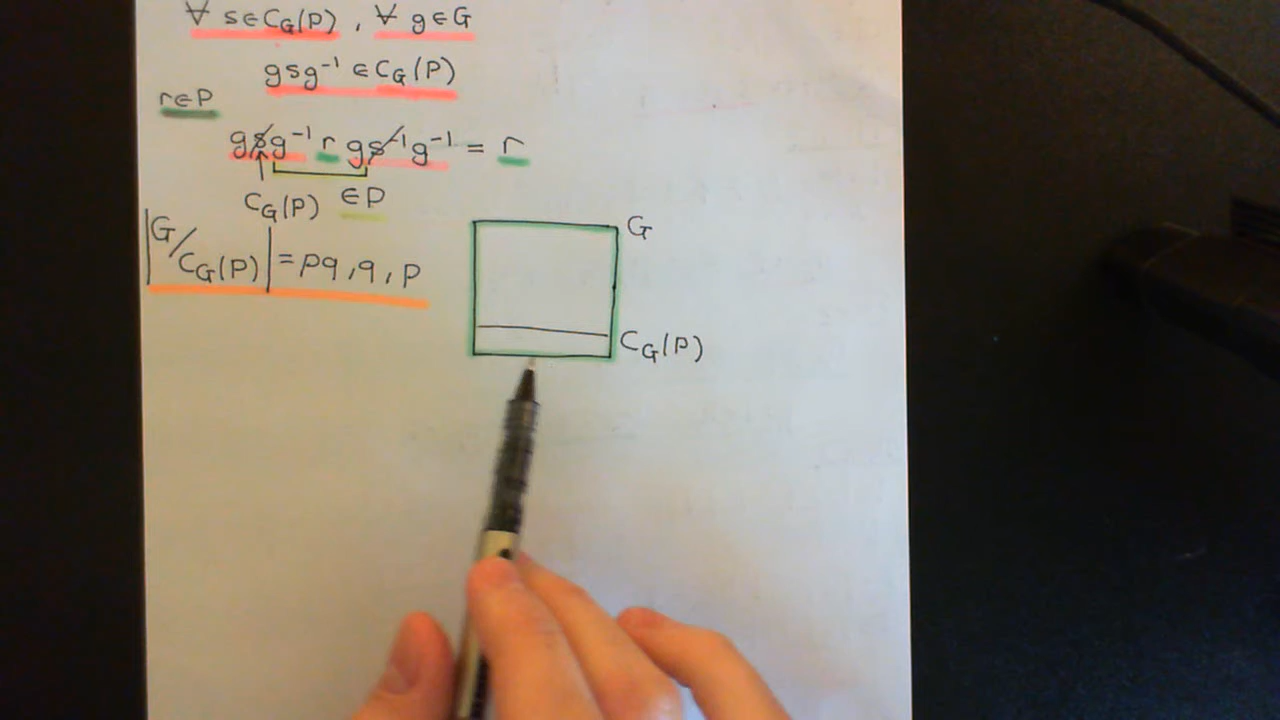 ∀ s∈C_G(P) , ∀ g∈G
gsg⁻¹ ∈ C_G(P)
r∈P
gsg⁻¹ r gs⁻¹g⁻¹ = r
C_G(P) ∈P
|G/C_G(P)| = pq, q, p
G
C_G(P)